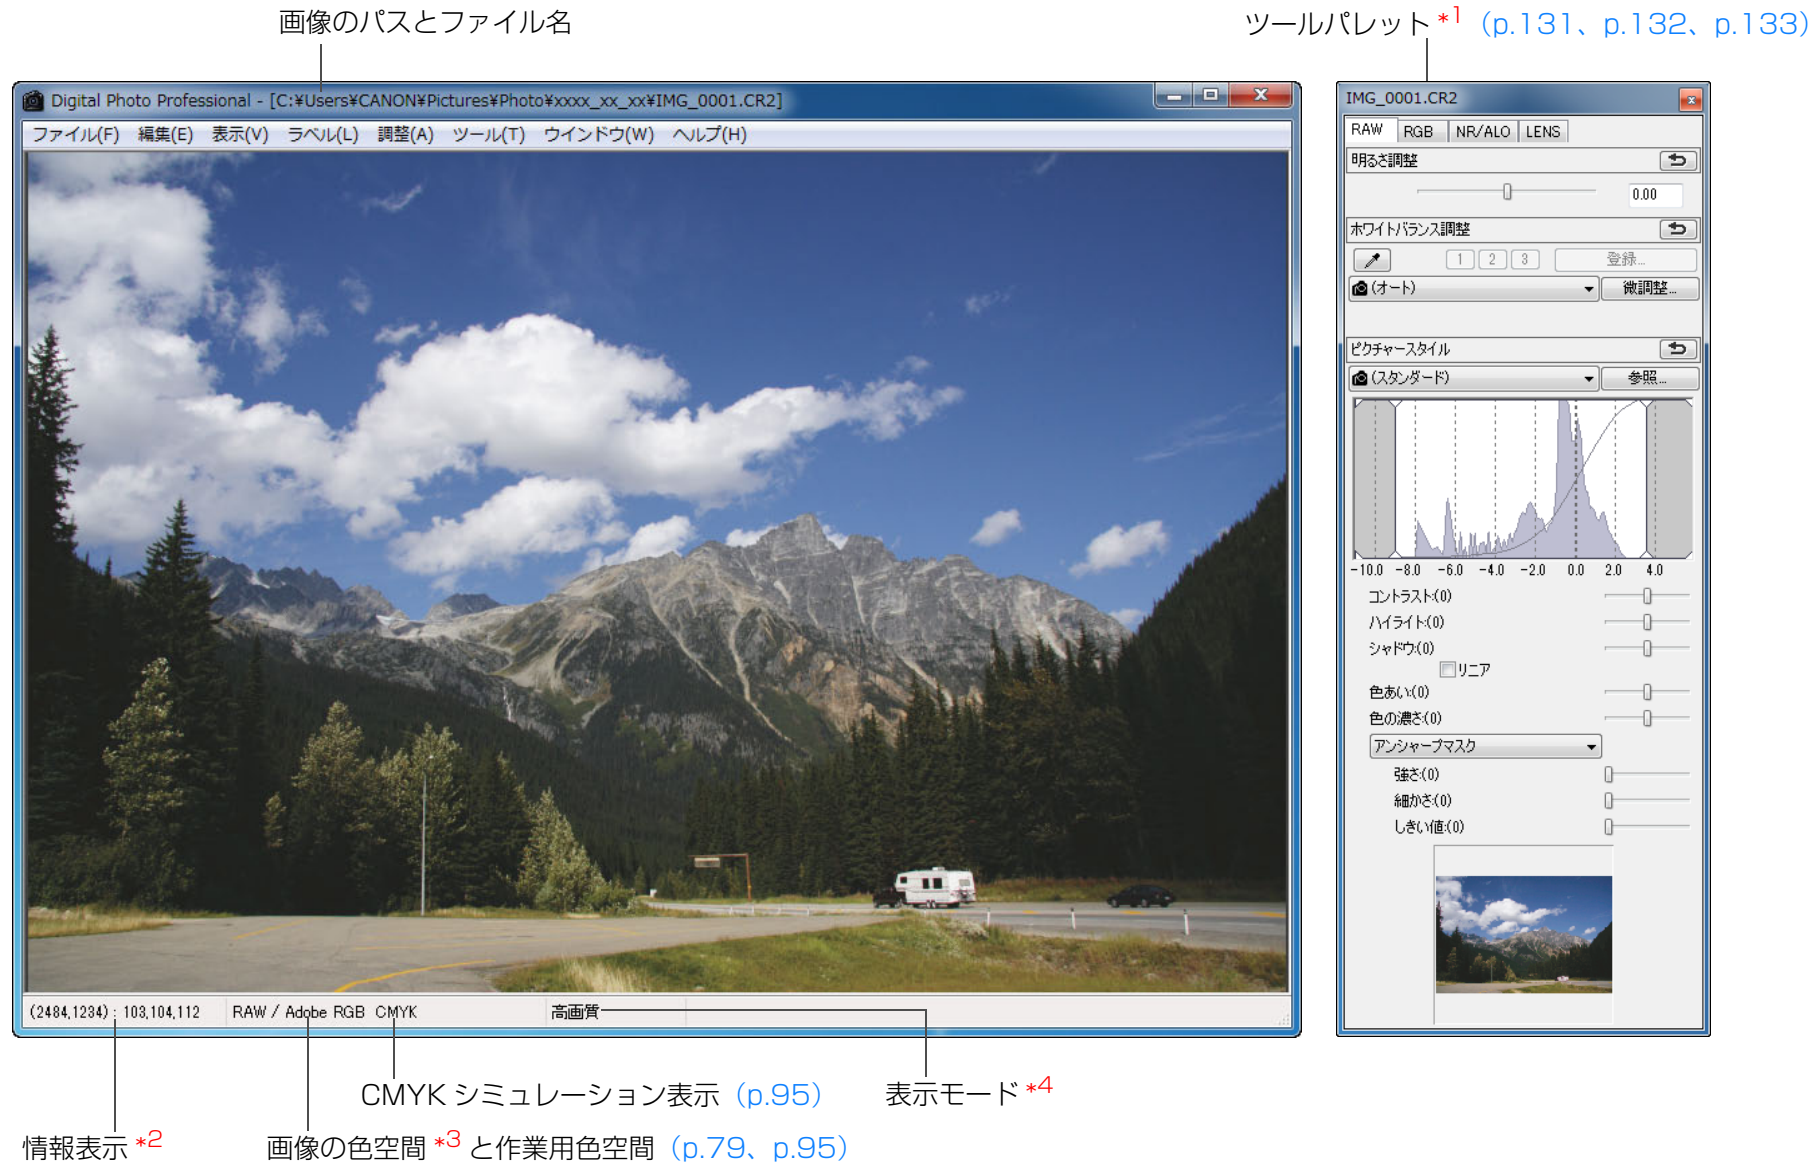 画像のパスとファイル名
ツールパレット*1（p.131、p.132、p.133）
Digital Photo Professional - [C:¥Users¥CANON¥Pictures¥Photo¥xxxx_xx_xx¥IMG_0001.CR2]
ファイル(F) 編集(E) 表示(V) ラベル(L) 調整(A) ツール(T) ウインドウ(W) ヘルプ(H)
(2484,1234) : 103,104,112 RAW / Adobe RGB CMYK 高画質
IMG_0001.CR2
RAW RGB NR/ALO LENS
明るさ調整
0.00
ホワイトバランス調整
1 2 3 登録...
(オート) 微調整...
ピクチャースタイル
(スタンダード) 参照...
-10.0 -8.0 -6.0 -4.0 -2.0 0.0 2.0 4.0
コントラスト:(0)
ハイライト:(0)
シャドウ:(0)
リニア
色あい:(0)
色の濃さ:(0)
アンシャープマスク
強さ:(0)
細かさ:(0)
しきい値:(0)
CMYK シミュレーション表示（p.95）
表示モード*4
情報表示*2
画像の色空間*3と作業用色空間（p.79、p.95）